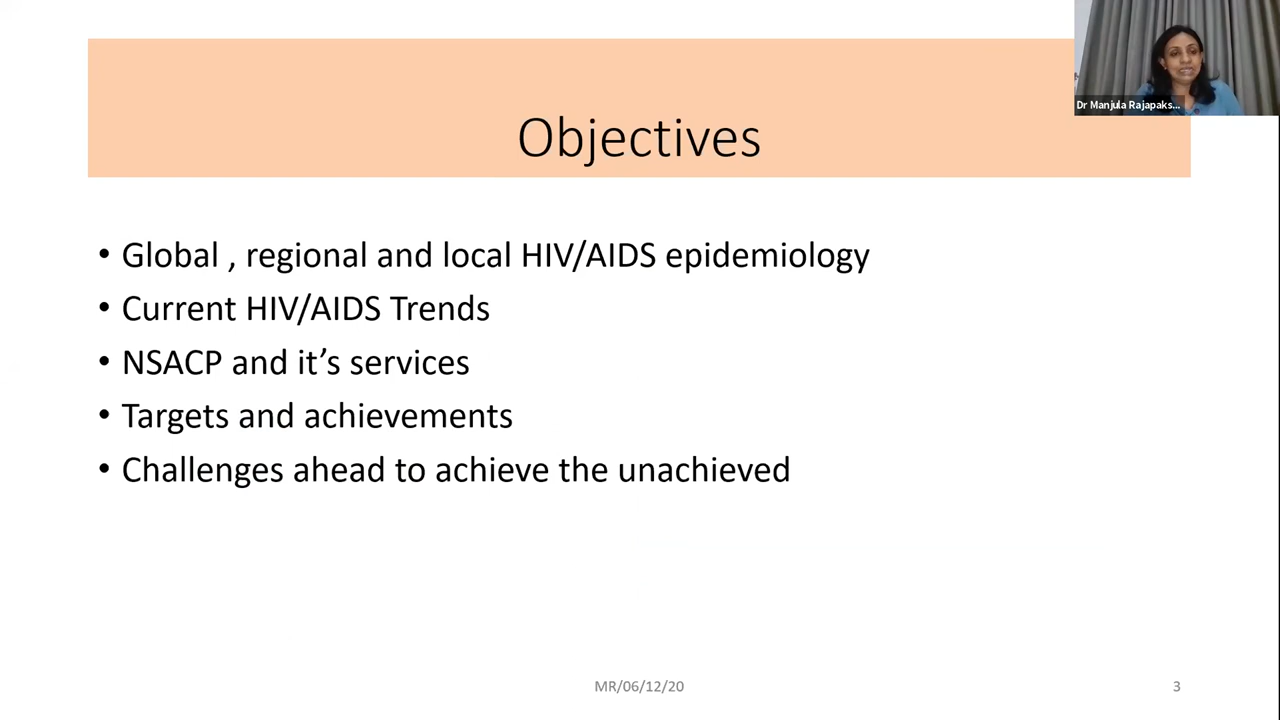 Dr Manjula Rajapaks...
Objectives
• Global , regional and local HIV/AIDS epidemiology
• Current HIV/AIDS Trends
• NSACP and it’s services
• Targets and achievements
• Challenges ahead to achieve the unachieved
MR/06/12/20
3